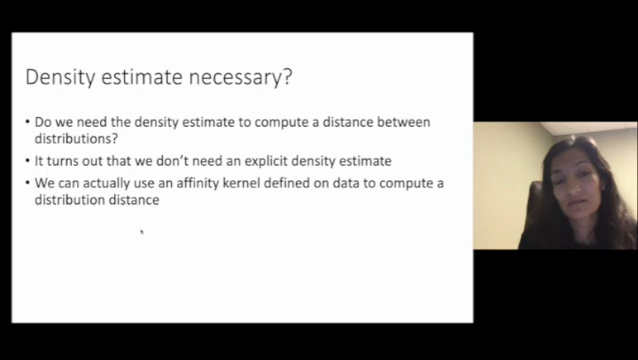 Density estimate necessary?
• Do we need the density estimate to compute a distance between
distributions?
• It turns out that we don't need an explicit density estimate
• We can actually use an affinity kernel defined on data to compute a
distribution distance